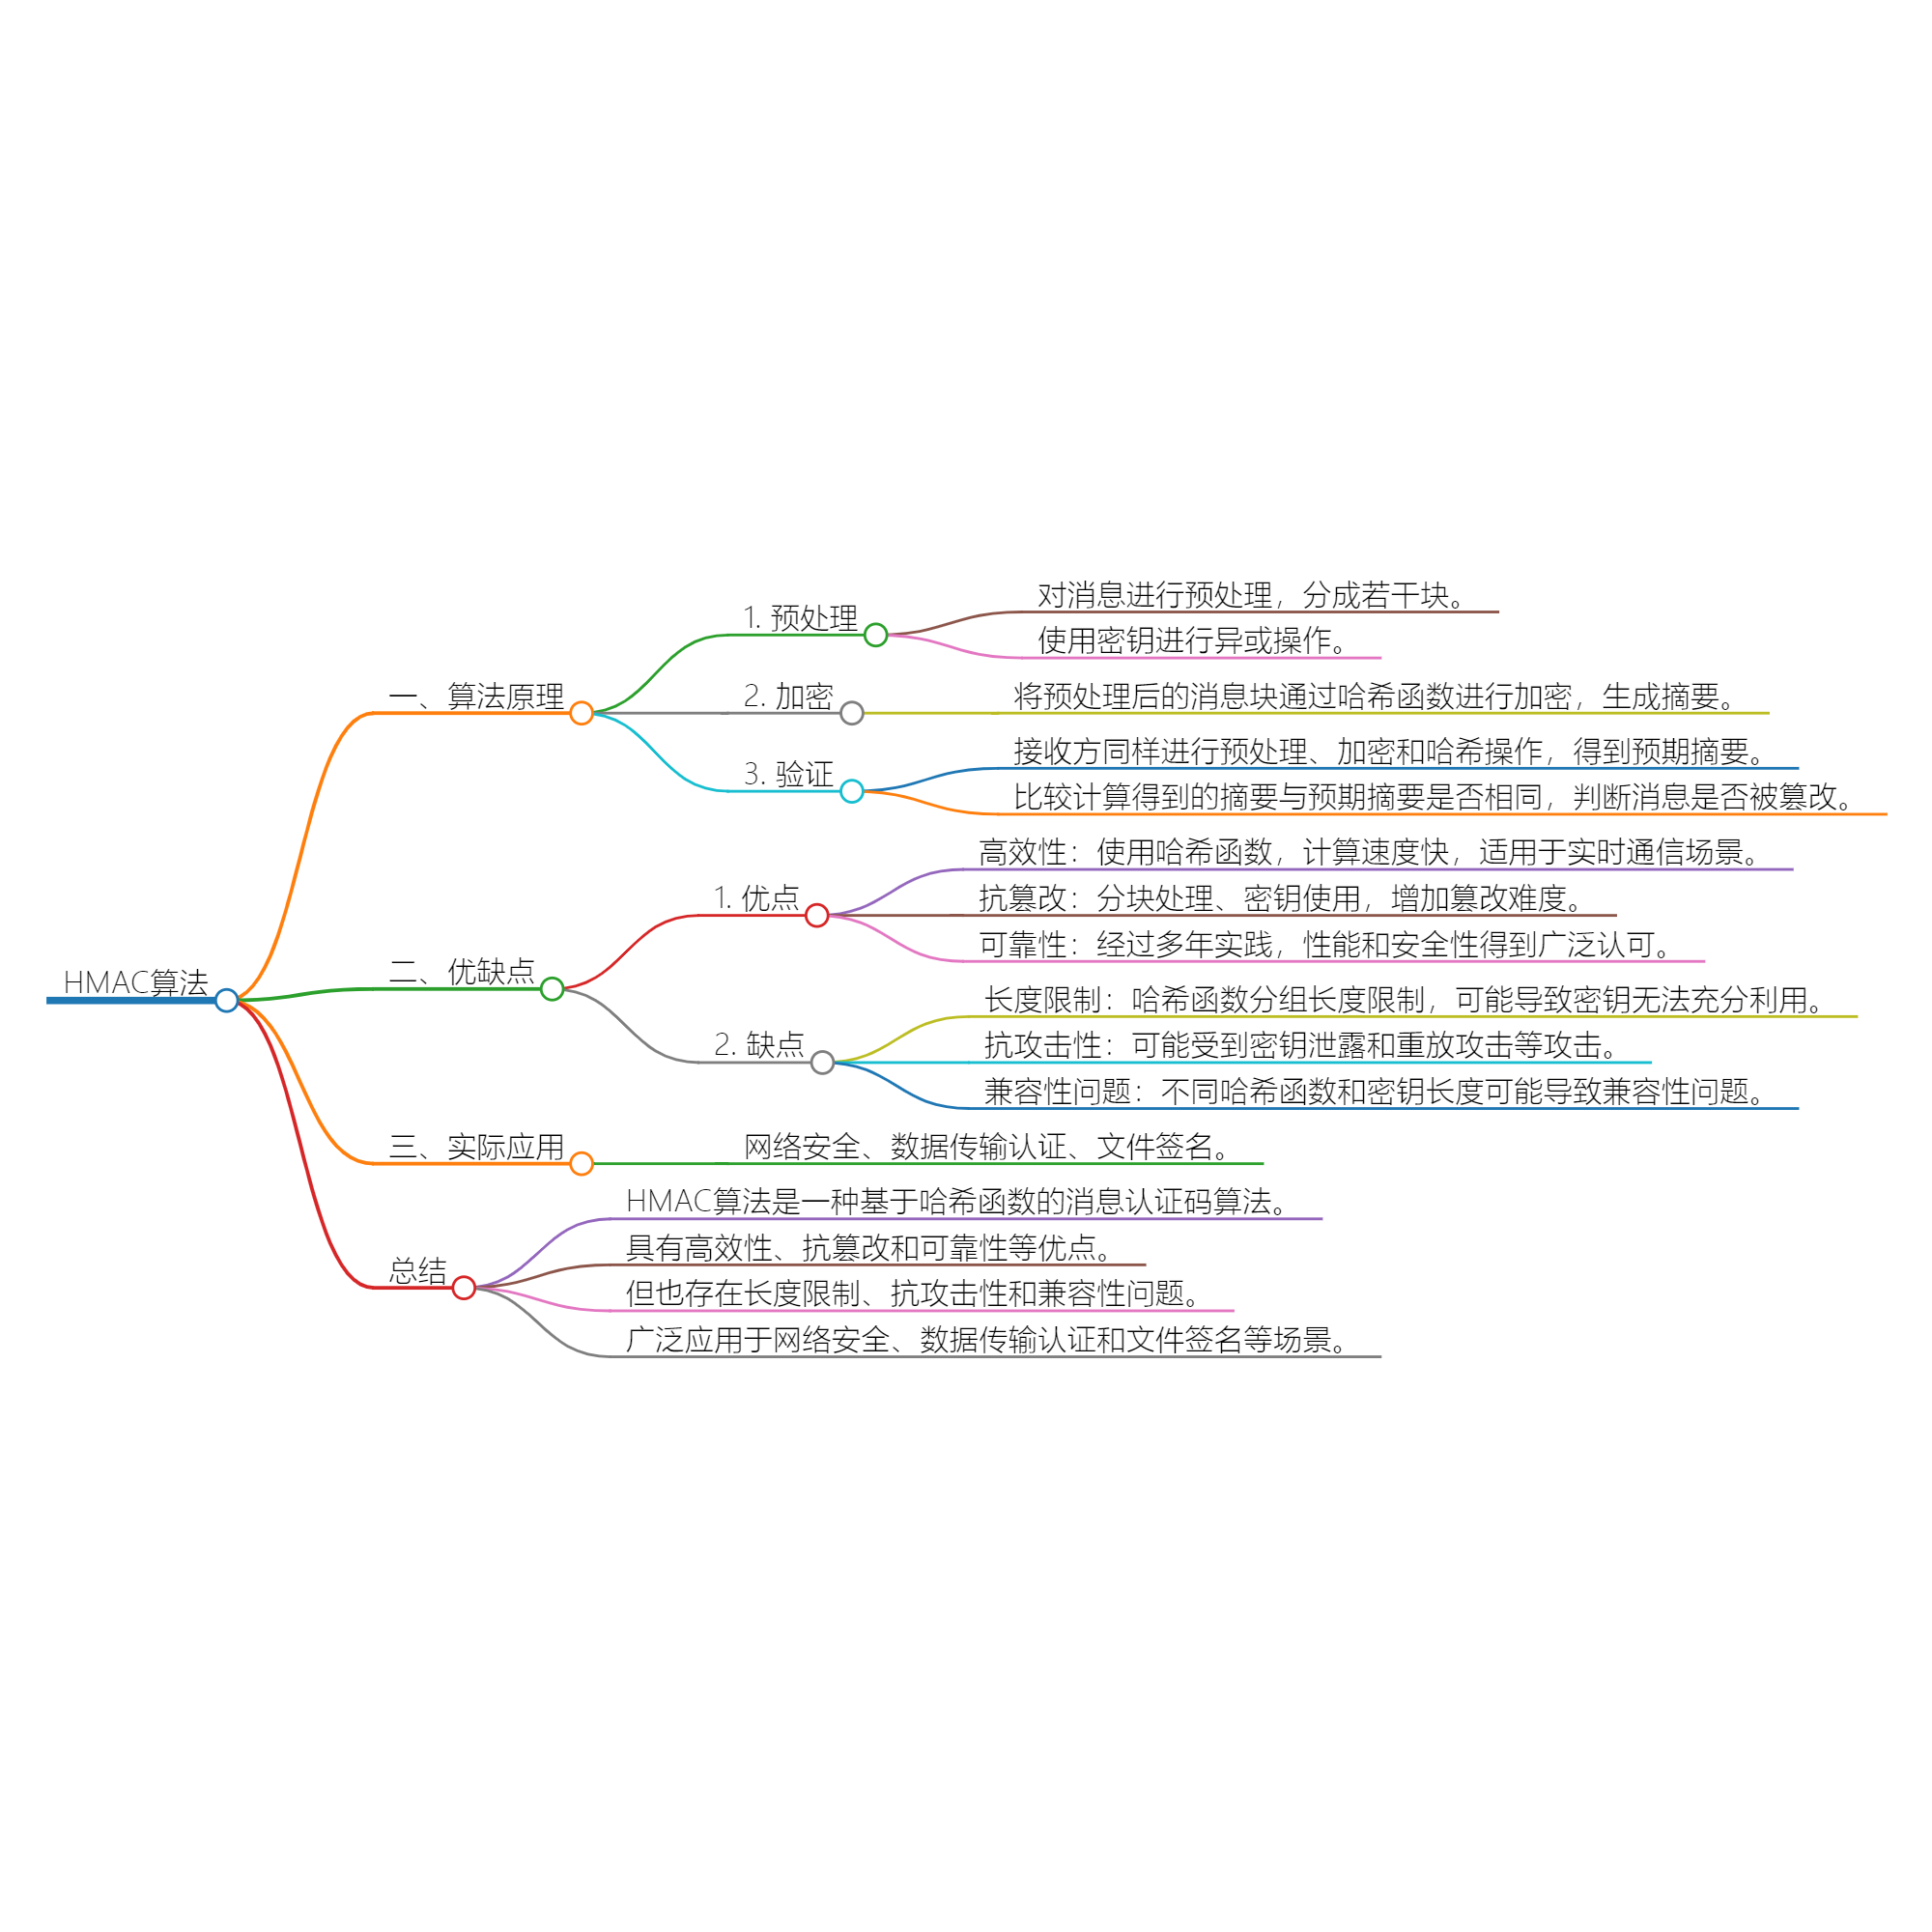 HMAC算法
一、算法原理
1. 预处理
对消息进行预处理，分成若干块。
使用密钥进行异或操作。
2. 加密
将预处理后的消息块通过哈希函数进行加密，生成摘要。
3. 验证
接收方同样进行预处理、加密和哈希操作，得到预期摘要。
比较计算得到的摘要与预期摘要是否相同，判断消息是否被篡改。
二、优缺点
1. 优点
高效性：使用哈希函数，计算速度快，适用于实时通信场景。
抗篡改：分块处理、密钥使用，增加篡改难度。
可靠性：经过多年实践，性能和安全性得到广泛认可。
2. 缺点
长度限制：哈希函数分组长度限制，可能导致密钥无法充分利用。
抗攻击性：可能受到密钥泄露和重放攻击等攻击。
兼容性问题：不同哈希函数和密钥长度可能导致兼容性问题。
三、实际应用
网络安全、数据传输认证、文件签名。
总结
HMAC算法是一种基于哈希函数的消息认证码算法。
具有高效性、抗篡改和可靠性等优点。
但也存在长度限制、抗攻击性和兼容性问题。
广泛应用于网络安全、数据传输认证和文件签名等场景。